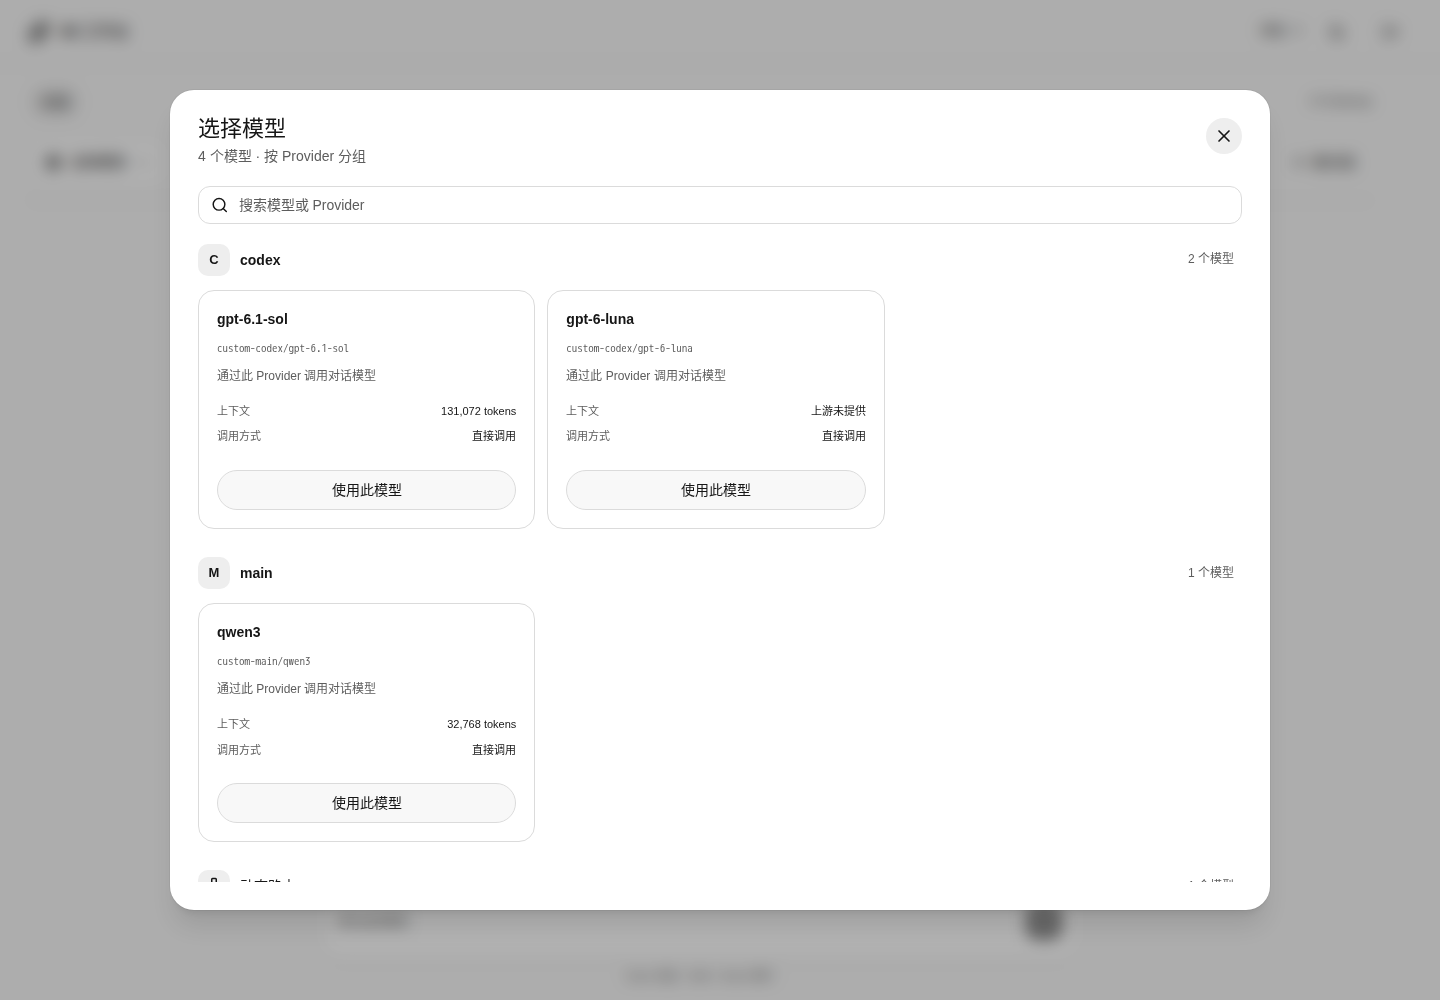 选择模型
4 个模型 · 按 Provider 分组
搜索模型或 Provider
C codex 2 个模型
gpt-6.1-sol
custom-codex/gpt-6.1-sol
通过此 Provider 调用对话模型
上下文 131,072 tokens
调用方式 直接调用
使用此模型
gpt-6-luna
custom-codex/gpt-6-luna
通过此 Provider 调用对话模型
上下文 上游未提供
调用方式 直接调用
使用此模型
M main 1 个模型
qwen3
custom-main/qwen3
通过此 Provider 调用对话模型
上下文 32,768 tokens
调用方式 直接调用
使用此模型